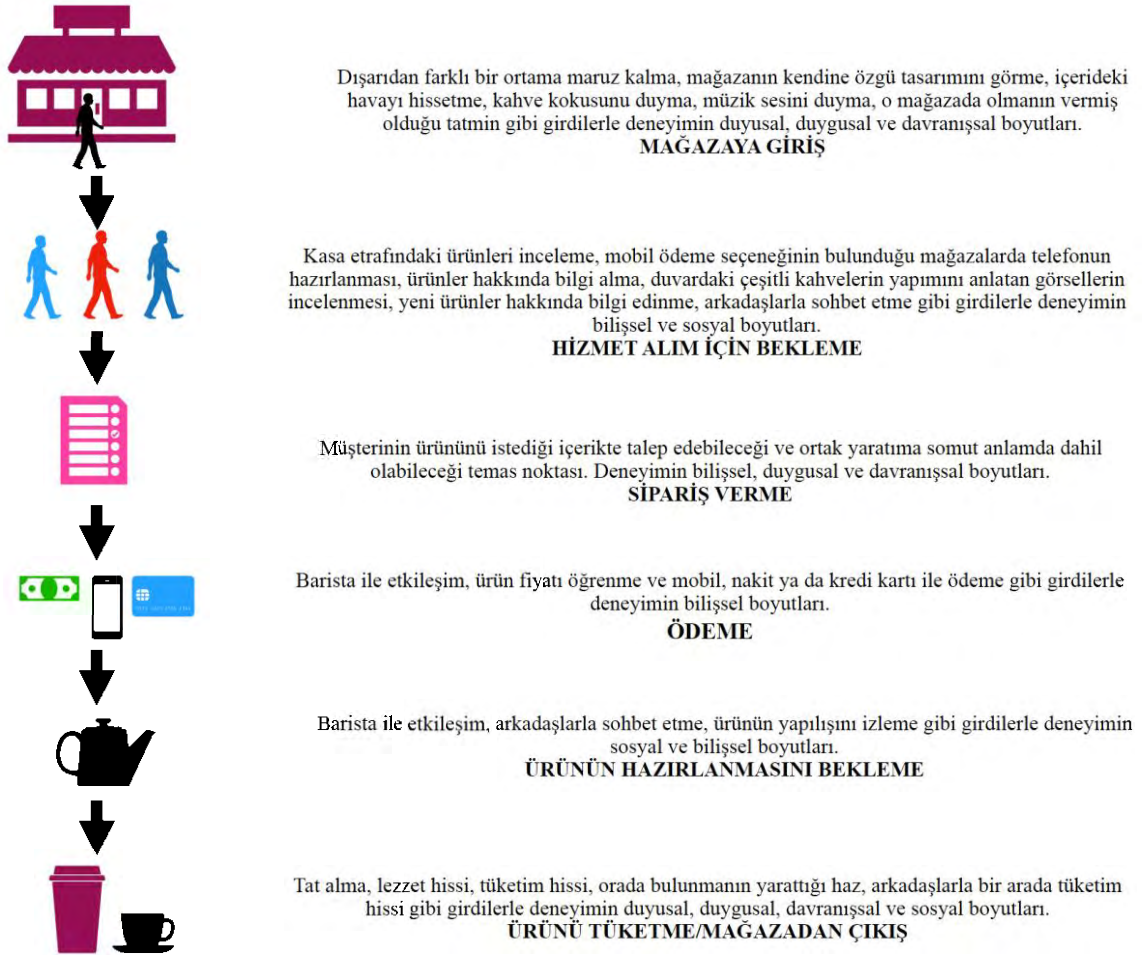 Dışarıdan farklı bir ortama maruz kalma, mağazanın kendine özgü tasarımını görme, içerideki
havayı hissetme, kahve kokusunu duyma, müzik sesini duyma, o mağazada olmanın vermiş
olduğu tatmin gibi girdilerle deneyimin duyusal, duygusal ve davranışsal boyutları.
MAĞAZAYA GİRİŞ
Kasa etrafındaki ürünleri inceleme, mobil ödeme seçeneğinin bulunduğu mağazalarda telefonun
hazırlanması, ürünler hakkında bilgi alma, duvardaki çeşitli kahvelerin yapımını anlatan görsellerin
incelenmesi, yeni ürünler hakkında bilgi edinme, arkadaşlarla sohbet etme gibi girdilerle deneyimin
bilişsel ve sosyal boyutları.
HİZMET ALIM İÇİN BEKLEME
Müşterinin ürününü istediği içerikte talep edebileceği ve ortak yaratıma somut anlamda dahil
olabileceği temas noktası. Deneyimin bilişsel, duygusal ve davranışsal boyutları.
SİPARİŞ VERME
Barista ile etkileşim, ürün fiyatı öğrenme ve mobil, nakit ya da kredi kartı ile ödeme gibi girdilerle
deneyimin bilişsel boyutları.
ÖDEME
Barista ile etkileşim, arkadaşlarla sohbet etme, ürünün yapılışını izleme gibi girdilerle deneyimin
sosyal ve bilişsel boyutları.
ÜRÜNÜN HAZIRLANMASINI BEKLEME
Tat alma, lezzet hissi, tüketim hissi, orada bulunmanın yarattığı haz, arkadaşlarla bir arada tüketim
hissi gibi girdilerle deneyimin duyusal, duygusal, davranışsal ve sosyal boyutları.
ÜRÜNÜ TÜKETME/MAĞAZADAN ÇIKIŞ